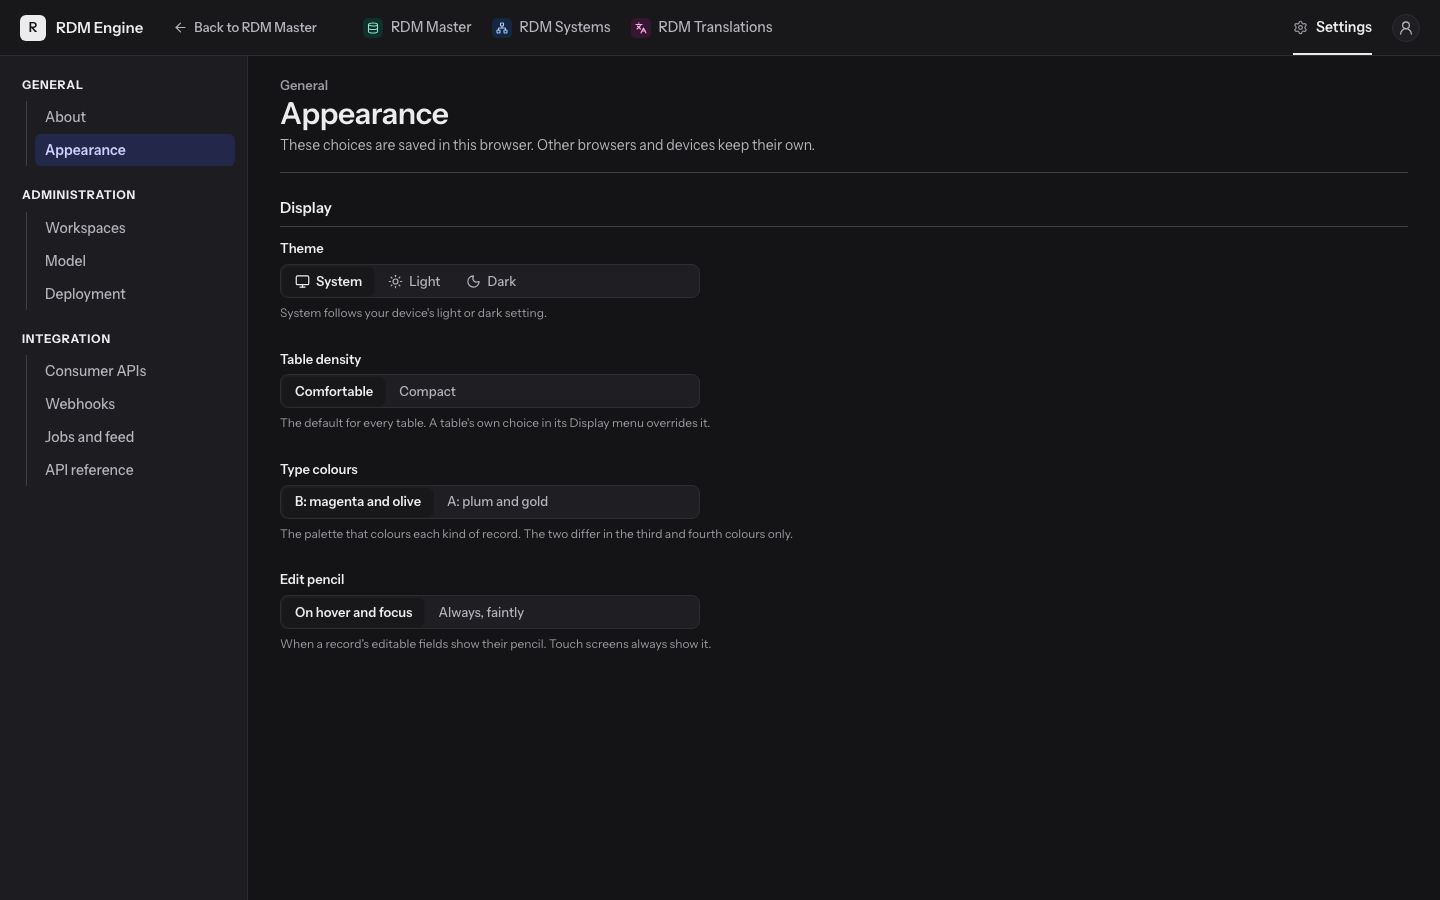 R RDM Engine
Back to RDM Master
RDM Master
RDM Systems
RDM Translations
Settings
GENERAL
About
Appearance
ADMINISTRATION
Workspaces
Model
Deployment
INTEGRATION
Consumer APIs
Webhooks
Jobs and feed
API reference
General
Appearance
These choices are saved in this browser. Other browsers and devices keep their own.
Display
Theme
System Light Dark
System follows your device's light or dark setting.
Table density
Comfortable Compact
The default for every table. A table's own choice in its Display menu overrides it.
Type colours
B: magenta and olive A: plum and gold
The palette that colours each kind of record. The two differ in the third and fourth colours only.
Edit pencil
On hover and focus Always, faintly
When a record's editable fields show their pencil. Touch screens always show it.